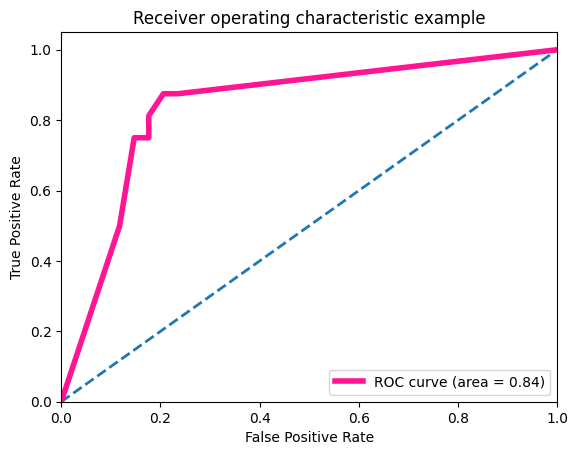 Receiver operating characteristic example
True Positive Rate
1.0
0.8
0.6
0.4
0.2
0.0
0.0 0.2 0.4 0.6 0.8 1.0
False Positive Rate
ROC curve (area = 0.84)